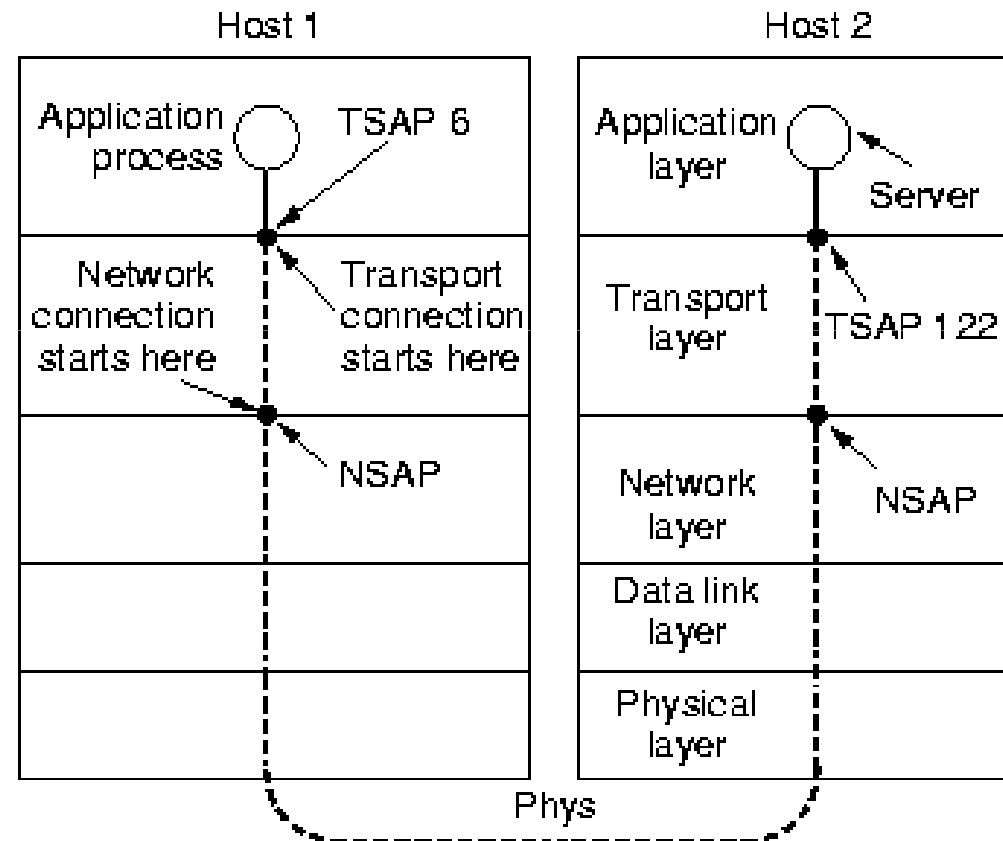 Host 1
Host 2
Application
process
TSAP 6
Network
connection
starts here
Transport
connection
starts here
NSAP
Application
layer
Server
Transport
layer
TSAP 122
Network
layer
NSAP
Data link
layer
Physical
layer
Phys